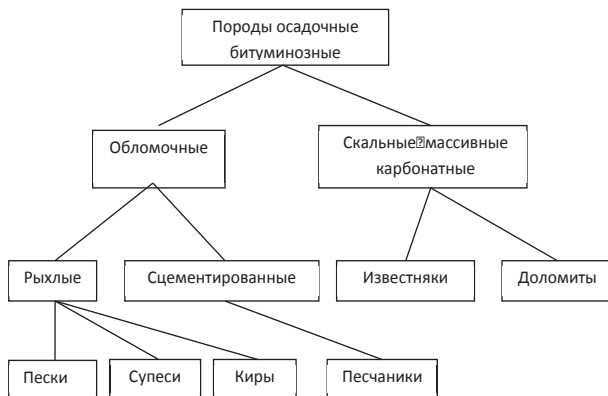 Породы осадочные
битуминозные
Обломочные
Скальные⍰массивные
карбонатные
Рыхлые
Сцементированные
Известняки
Доломиты
Пески
Супеси
Киры
Песчаники